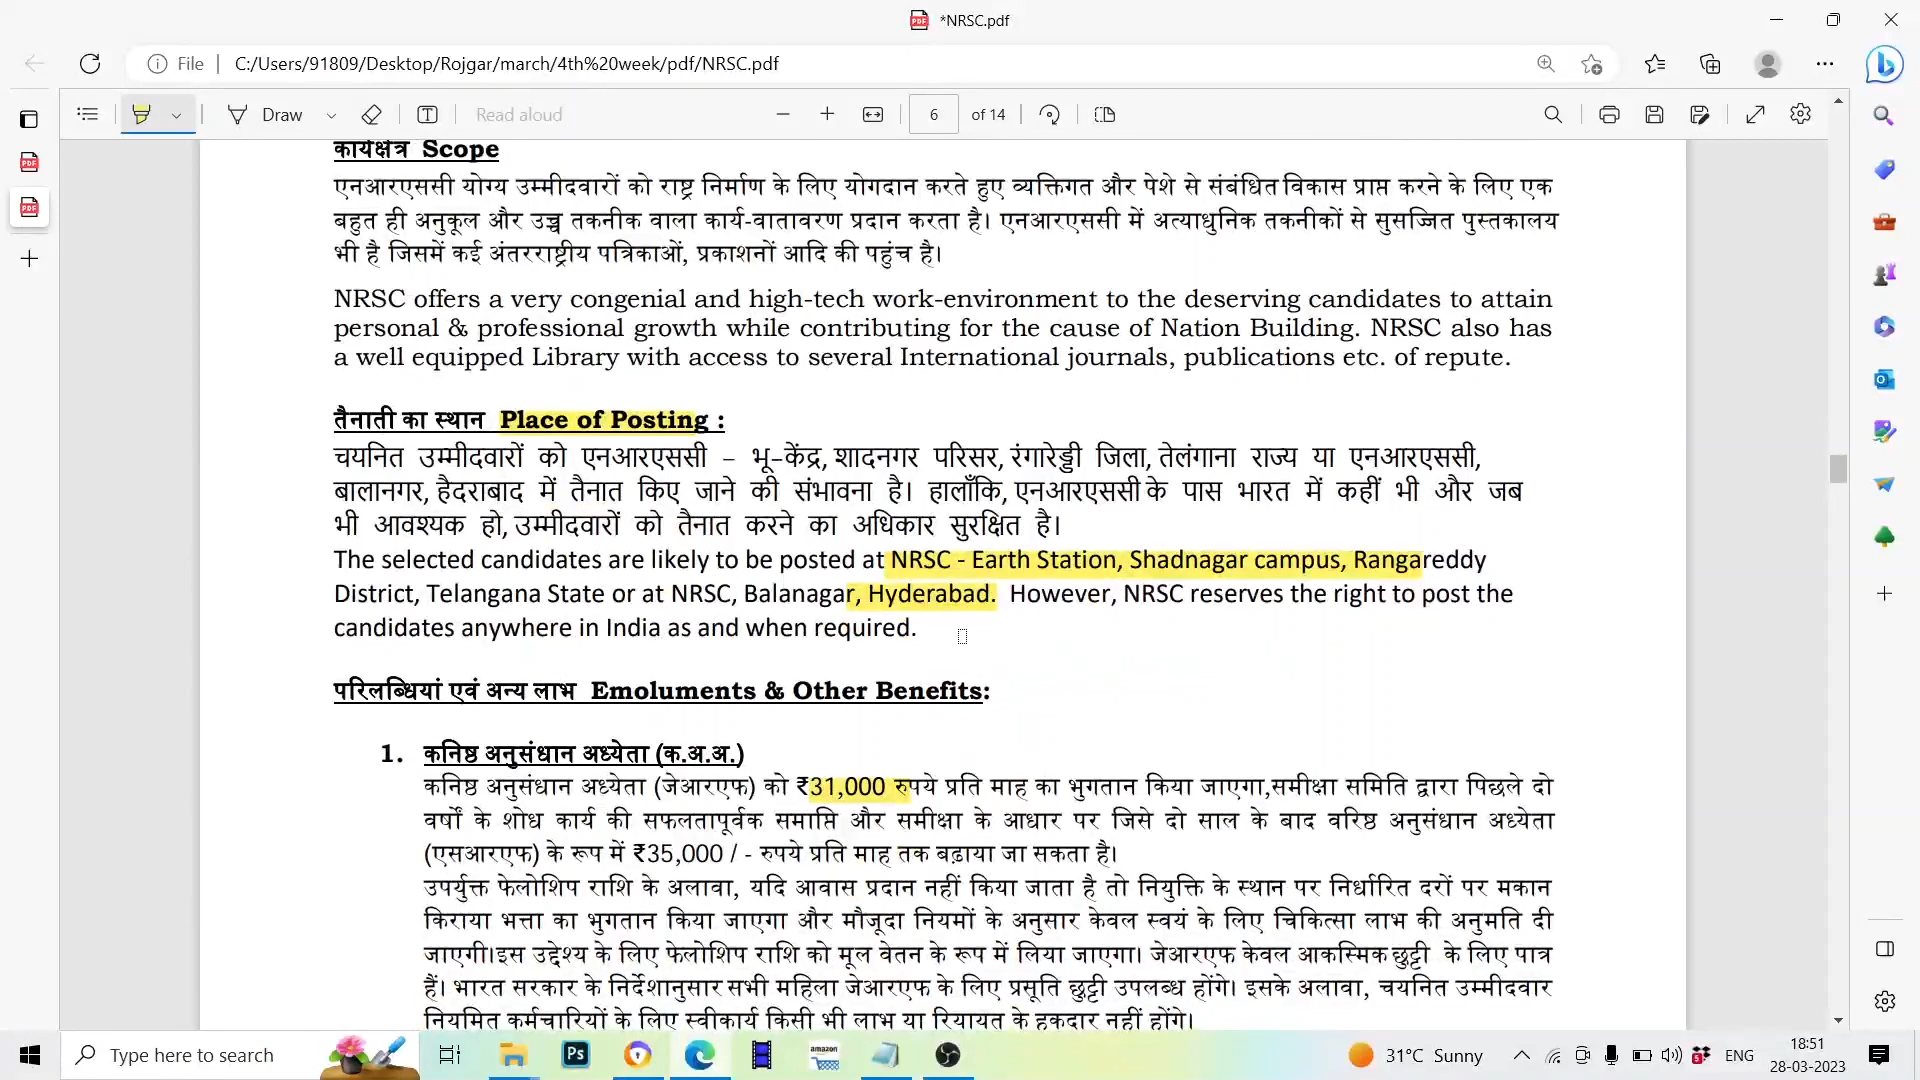 *NRSC.pdf
File C:/Users/91809/Desktop/Rojgar/march/4th%20week/pdf/NRSC.pdf
Draw Read aloud 6 of 14
कार्यक्षेत्र Scope
एनआरएससी योग्य उम्मीदवारों को राष्ट्र निर्माण के लिए योगदान करते हुए व्यक्तिगत और पेशे से संबंधित विकास प्राप्त करने के लिए एक
बहुत ही अनुकूल और उच्च तकनीक वाला कार्य-वातावरण प्रदान करता है। एनआरएससी में अत्याधुनिक तकनीकों से सुसज्जित पुस्तकालय
भी है जिसमें कई अंतरराष्ट्रीय पत्रिकाओं, प्रकाशनों आदि की पहुंच है।
NRSC offers a very congenial and high-tech work-environment to the deserving candidates to attain
personal & professional growth while contributing for the cause of Nation Building. NRSC also has
a well equipped Library with access to several International journals, publications etc. of repute.
तैनाती का स्थान Place of Posting :
चयनित उम्मीदवारों को एनआरएससी – भू-केंद्र, शादनगर परिसर, रंगारेड्डी जिला, तेलंगाना राज्य या एनआरएससी,
बालानगर, हैदराबाद में तैनात किए जाने की संभावना है। हालाँकि, एनआरएससी के पास भारत में कहीं भी और जब
भी आवश्यक हो, उम्मीदवारों को तैनात करने का अधिकार सुरक्षित है।
The selected candidates are likely to be posted at NRSC - Earth Station, Shadnagar campus, Rangareddy
District, Telangana State or at NRSC, Balanagar, Hyderabad. However, NRSC reserves the right to post the
candidates anywhere in India as and when required.
परिलब्धियां एवं अन्य लाभ Emoluments & Other Benefits:
1. कनिष्ठ अनुसंधान अध्येता (क.अ.अ.)
कनिष्ठ अनुसंधान अध्येता (जेआरएफ) को ₹31,000 रुपये प्रति माह का भुगतान किया जाएगा,समीक्षा समिति द्वारा पिछले दो
वर्षों के शोध कार्य की सफलतापूर्वक समाप्ति और समीक्षा के आधार पर जिसे दो साल के बाद वरिष्ठ अनुसंधान अध्येता
(एसआरएफ) के रूप में ₹35,000 / - रुपये प्रति माह तक बढ़ाया जा सकता है।
उपर्युक्त फेलोशिप राशि के अलावा, यदि आवास प्रदान नहीं किया जाता है तो नियुक्ति के स्थान पर निर्धारित दरों पर मकान
किराया भत्ता का भुगतान किया जाएगा और मौजूदा नियमों के अनुसार केवल स्वयं के लिए चिकित्सा लाभ की अनुमति दी
जाएगी।इस उद्देश्य के लिए फेलोशिप राशि को मूल वेतन के रूप में लिया जाएगा। जेआरएफ केवल आकस्मिक छुट्टी के लिए पात्र
हैं। भारत सरकार के निर्देशानुसार सभी महिला जेआरएफ के लिए प्रसूति छुट्टी उपलब्ध होंगे। इसके अलावा, चयनित उम्मीदवार
नियमित कर्मचारियों के लिए स्वीकार्य किसी भी लाभ या रियायत के हकदार नहीं होंगे।
Type here to search Ps amazon 31°C Sunny ENG 18:51
28-03-2023